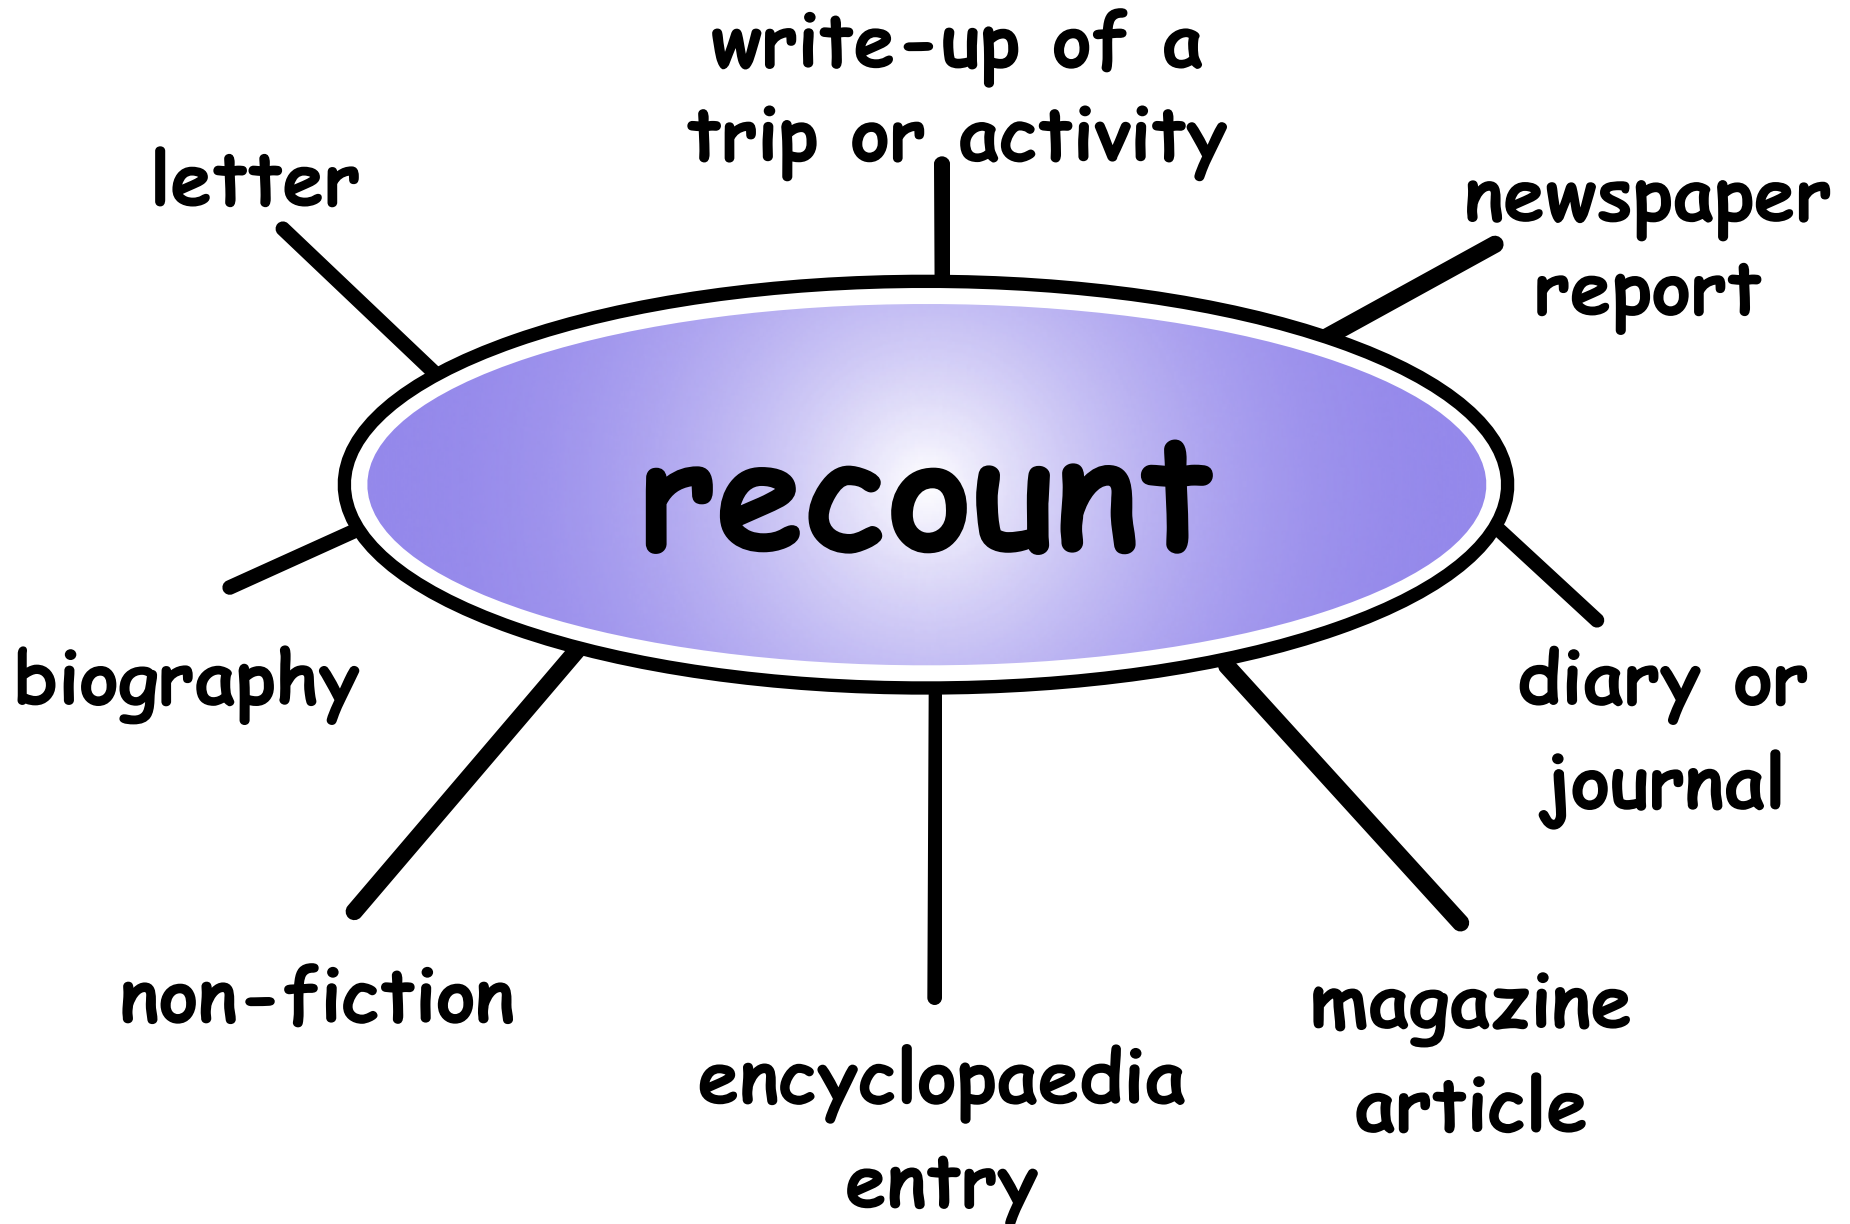 write-up of a
trip or activity
letter
newspaper
report
recount
biography
diary or
journal
non-fiction
magazine
article
encyclopaedia
entry